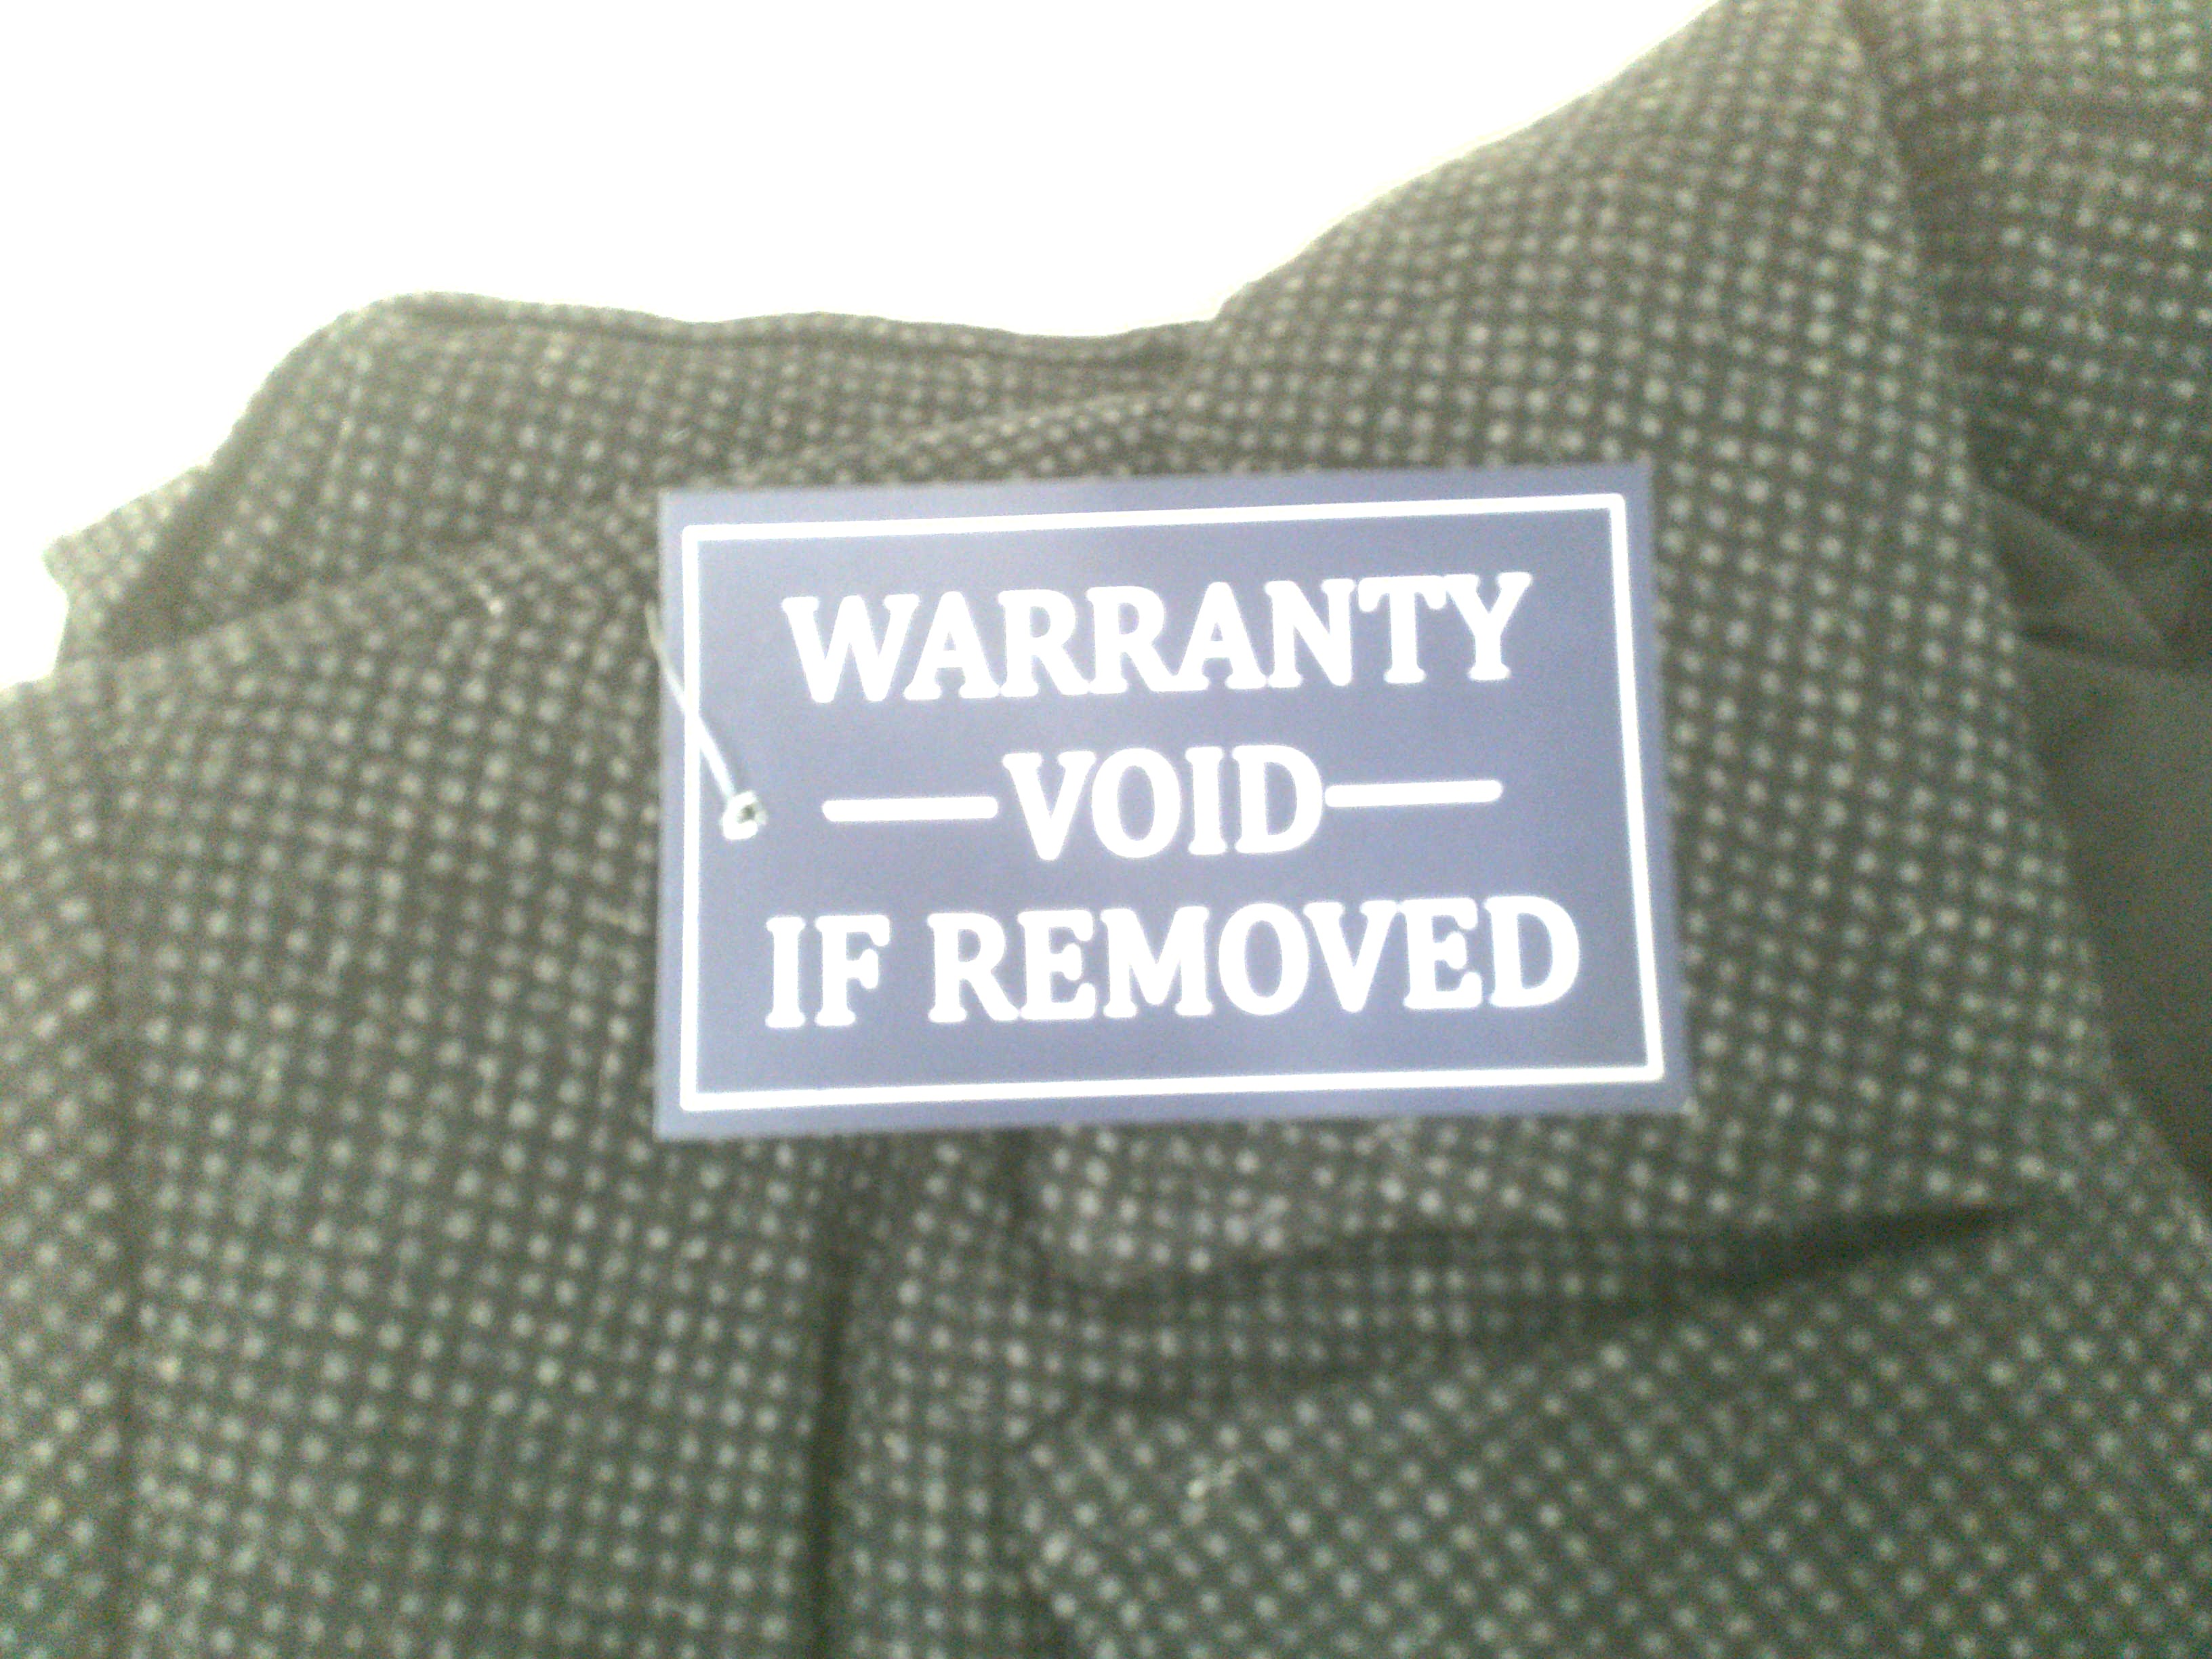 WARRANTY
—VOID—
IF REMOVED